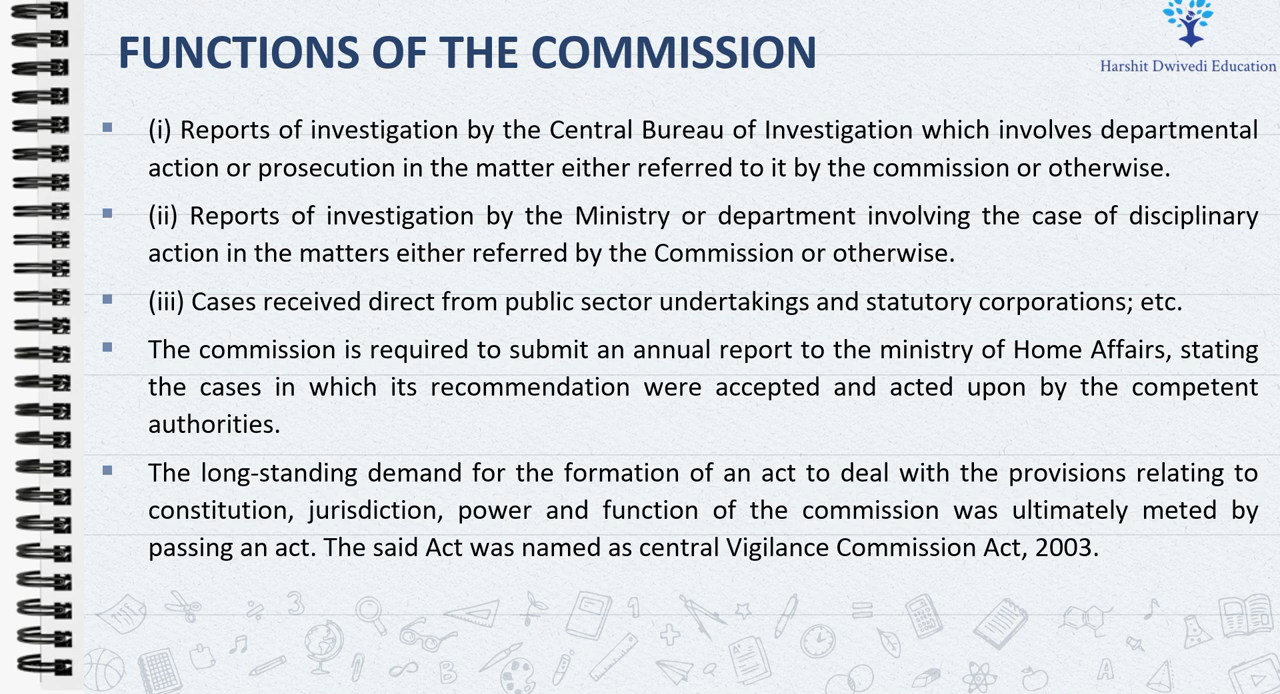 FUNCTIONS OF THE COMMISSION
Harshit Dwivedi Education
(i) Reports of investigation by the Central Bureau of Investigation which involves departmental
action or prosecution in the matter either referred to it by the commission or otherwise.
(ii) Reports of investigation by the Ministry or department involving the case of disciplinary
action in the matters either referred by the Commission or otherwise.
(iii) Cases received direct from public sector undertakings and statutory corporations; etc.
The commission is required to submit an annual report to the ministry of Home Affairs, stating
the cases in which its recommendation were accepted and acted upon by the competent
authorities.
The long-standing demand for the formation of an act to deal with the provisions relating to
constitution, jurisdiction, power and function of the commission was ultimately meted by
passing an act. The said Act was named as central Vigilance Commission Act, 2003.